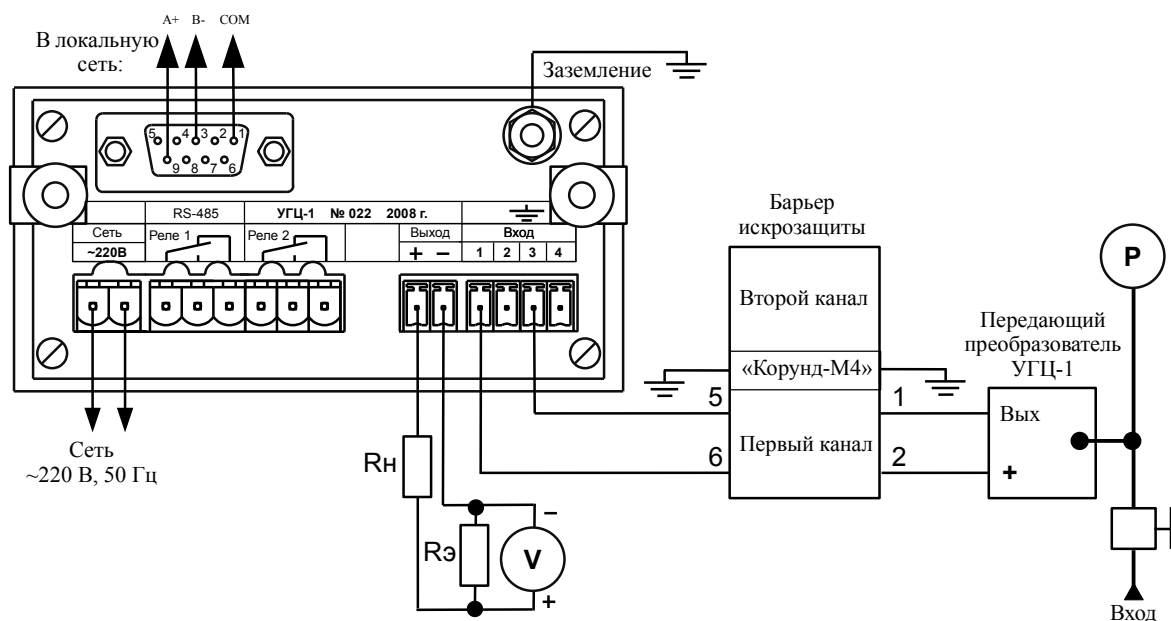 A+ B- COM
В локальную
сеть:
Заземление
5 4 3 2 1
9 8 7 6
RS-485 УГЦ-1 № 022 2008 г.
Сеть Реле 1 Реле 2 Выход Вход
~220В + – 1 2 3 4
Барьер
искрозащиты
Второй канал
«Корунд-М4»
5 1
Первый канал
6 2
P
Передающий
преобразователь
УГЦ-1
Вых
+
Вход
Сеть
~220 В, 50 Гц
Rн
Rэ
–
V
+